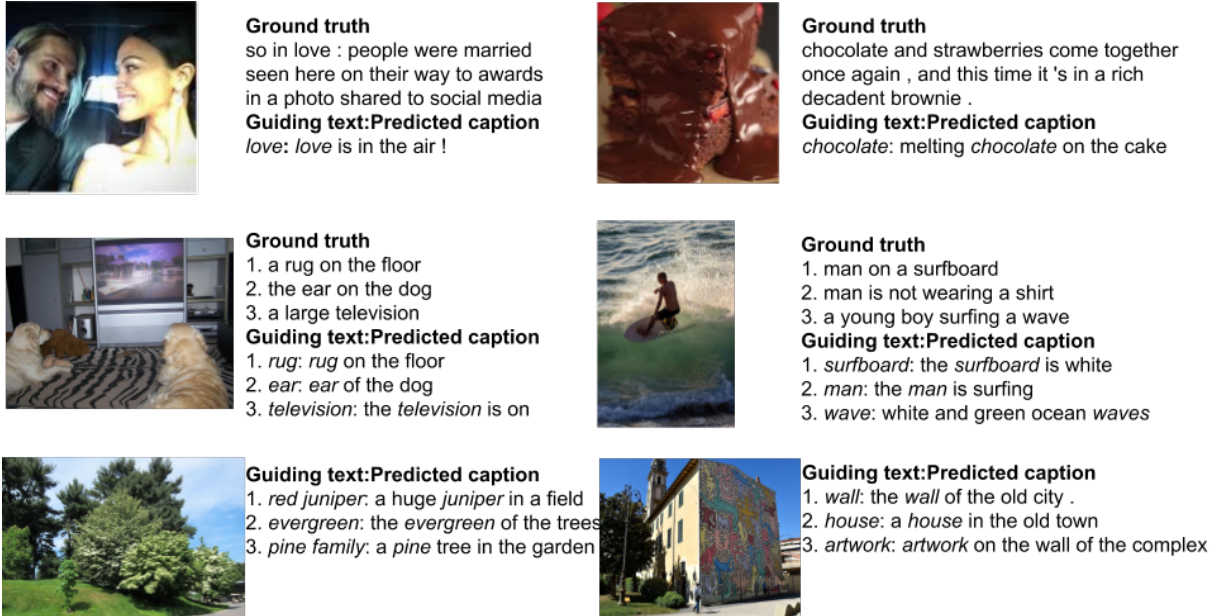 Ground truth
so in love : people were married
seen here on their way to awards
in a photo shared to social media
Guiding text:Predicted caption
love: love is in the air !
Ground truth
chocolate and strawberries come together
once again , and this time it 's in a rich
decadent brownie .
Guiding text:Predicted caption
chocolate: melting chocolate on the cake
Ground truth
1. a rug on the floor
2. the ear on the dog
3. a large television
Guiding text:Predicted caption
1. rug: rug on the floor
2. ear: ear of the dog
3. television: the television is on
Ground truth
1. man on a surfboard
2. man is not wearing a shirt
3. a young boy surfing a wave
Guiding text:Predicted caption
1. surfboard: the surfboard is white
2. man: the man is surfing
3. wave: white and green ocean waves
Guiding text:Predicted caption
1. red juniper: a huge juniper in a field
2. evergreen: the evergreen of the trees
3. pine family: a pine tree in the garden
Guiding text:Predicted caption
1. wall: the wall of the old city .
2. house: a house in the old town
3. artwork: artwork on the wall of the complex